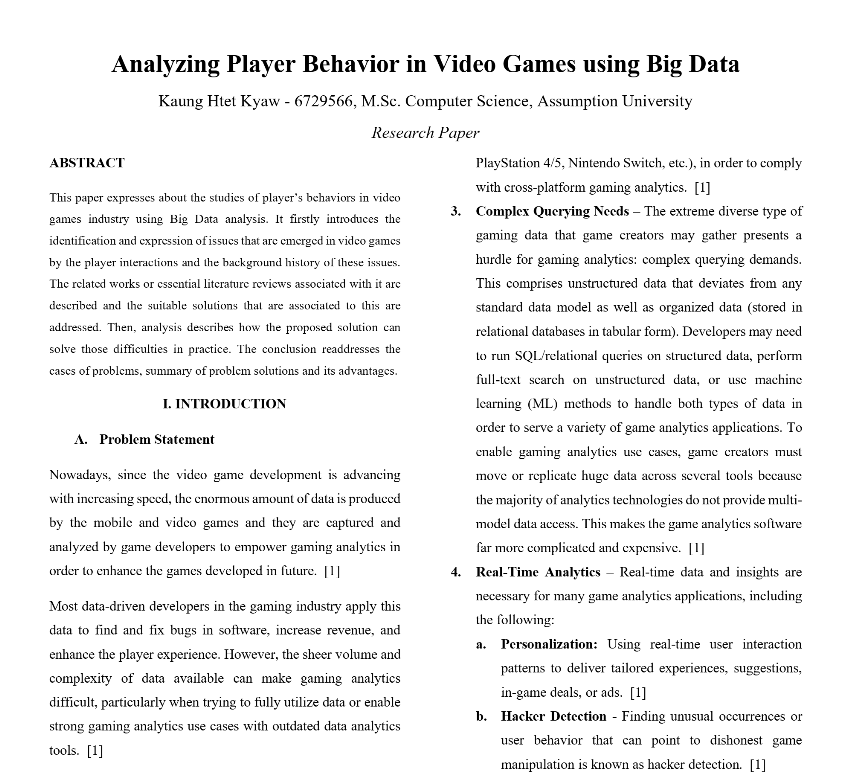 Analyzing Player Behavior in Video Games using Big Data
Kaung Htet Kyaw - 6729566, M.Sc. Computer Science, Assumption University
Research Paper
ABSTRACT
This paper expresses about the studies of player's behaviors in video
games industry using Big Data analysis. It firstly introduces the
identification and expression of issues that are emerged in video games
by the player interactions and the background history of these issues.
The related works or essential literature reviews associated with it are
described and the suitable solutions that are associated to this are
addressed. Then, analysis describes how the proposed solution can
solve those difficulties in practice. The conclusion readdresses the
cases of problems, summary of problem solutions and its advantages.
I. INTRODUCTION
A. Problem Statement
Nowadays, since the video game development is advancing
with increasing speed, the enormous amount of data is produced
by the mobile and video games and they are captured and
analyzed by game developers to empower gaming analytics in
order to enhance the games developed in future. [1]
Most data-driven developers in the gaming industry apply this
data to find and fix bugs in software, increase revenue, and
enhance the player experience. However, the sheer volume and
complexity of data available can make gaming analytics
difficult, particularly when trying to fully utilize data or enable
strong gaming analytics use cases with outdated data analytics
tools. [1]
PlayStation 4/5, Nintendo Switch, etc.), in order to comply
with cross-platform gaming analytics. [1]
3. Complex Querying Needs – The extreme diverse type of
gaming data that game creators may gather presents a
hurdle for gaming analytics: complex querying demands.
This comprises unstructured data that deviates from any
standard data model as well as organized data (stored in
relational databases in tabular form). Developers may need
to run SQL/relational queries on structured data, perform
full-text search on unstructured data, or use machine
learning (ML) methods to handle both types of data in
order to serve a variety of game analytics applications. To
enable gaming analytics use cases, game creators must
move or replicate huge data across several tools because
the majority of analytics technologies do not provide multi-
model data access. This makes the game analytics software
far more complicated and expensive. [1]
4. Real-Time Analytics – Real-time data and insights are
necessary for many game analytics applications, including
the following:
a. Personalization: Using real-time user interaction
patterns to deliver tailored experiences, suggestions,
in-game deals, or ads. [1]
b. Hacker Detection - Finding unusual occurrences or
user behavior that can point to dishonest game
manipulation is known as hacker detection. [1]